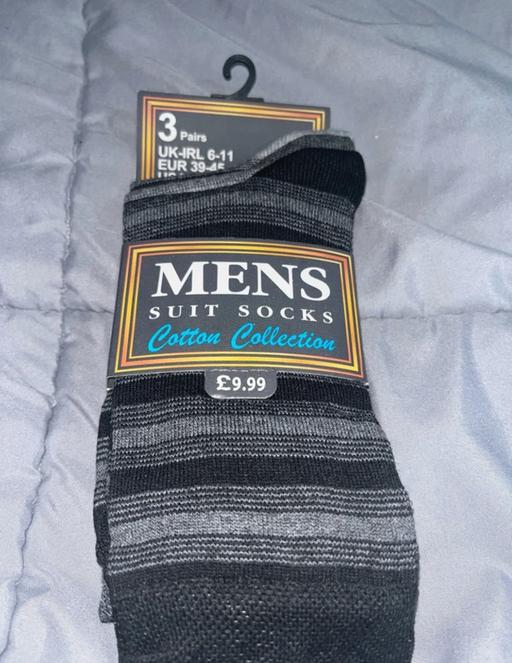 3 Pairs
UK-IRL 6-11
EUR 39-45
MENS
SUIT SOCKS
Cotton Collection
£9.99